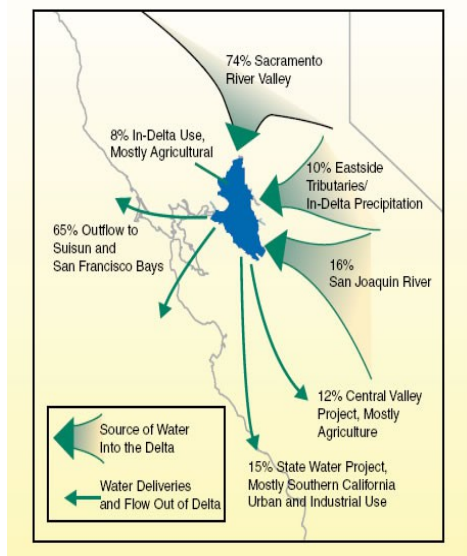 74% Sacramento
River Valley
8% In-Delta Use,
Mostly Agricultural
10% Eastside
Tributaries/
In-Delta Precipitation
65% Outflow to
Suisun and
San Francisco Bays
16%
San Joaquin River
12% Central Valley
Project, Mostly
Agriculture
15% State Water Project,
Mostly Southern California
Urban and Industrial Use
Source of Water
Into the Delta
Water Deliveries
and Flow Out of Delta